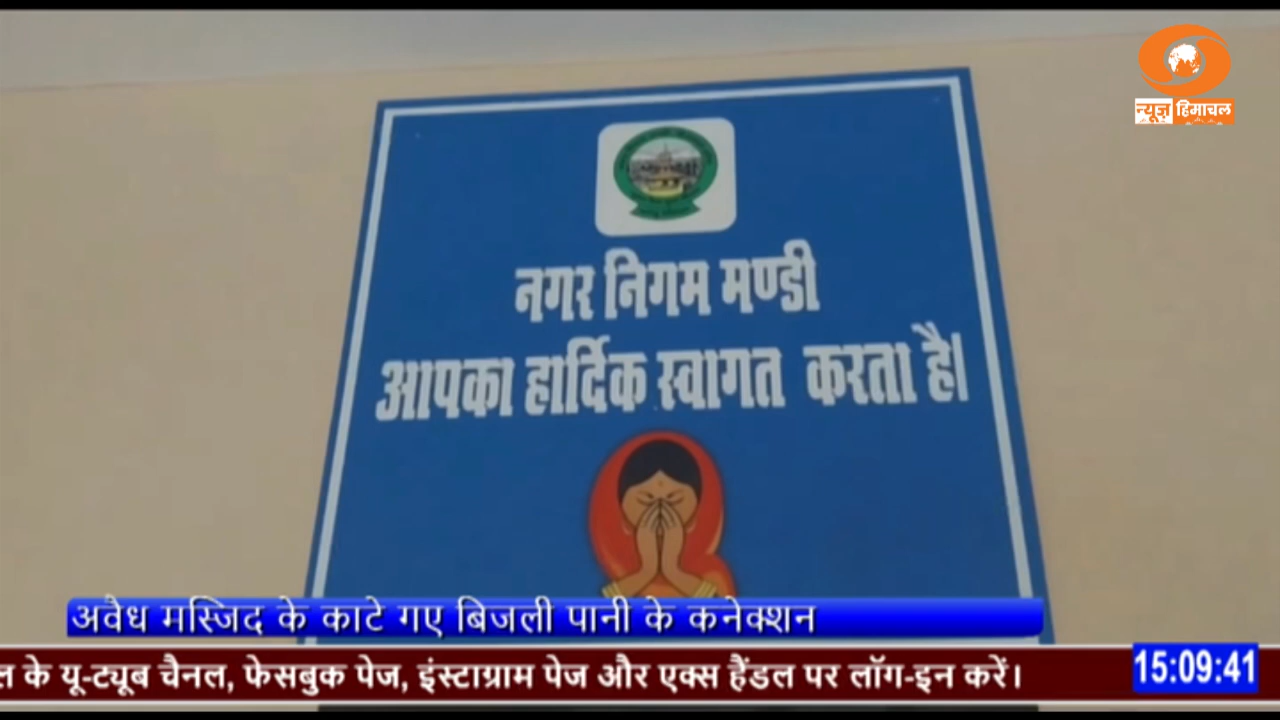 न्यूज़ हिमाचल
नगर निगम मण्डी
आपका हार्दिक स्वागत करता है।
अवैध मस्जिद के काटे गए बिजली पानी के कनेक्शन
के यू-ट्यूब चैनल, फेसबुक पेज, इंस्टाग्राम पेज और एक्स हैंडल पर लॉग-इन करें।
15:09:41